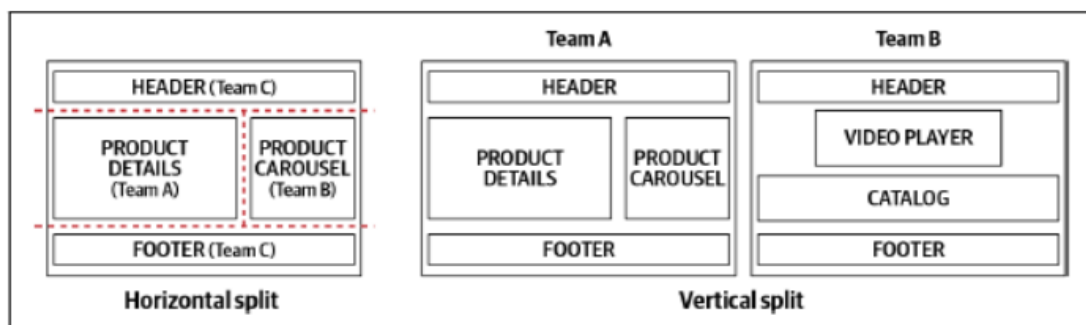 Team A
Team B
HEADER (Team C)
PRODUCT
DETAILS
(Team A)
PRODUCT
CAROUSEL
(Team B)
FOOTER (Team C)
Horizontal split
HEADER
PRODUCT
DETAILS
PRODUCT
CAROUSEL
FOOTER
HEADER
VIDEO PLAYER
CATALOG
FOOTER
Vertical split